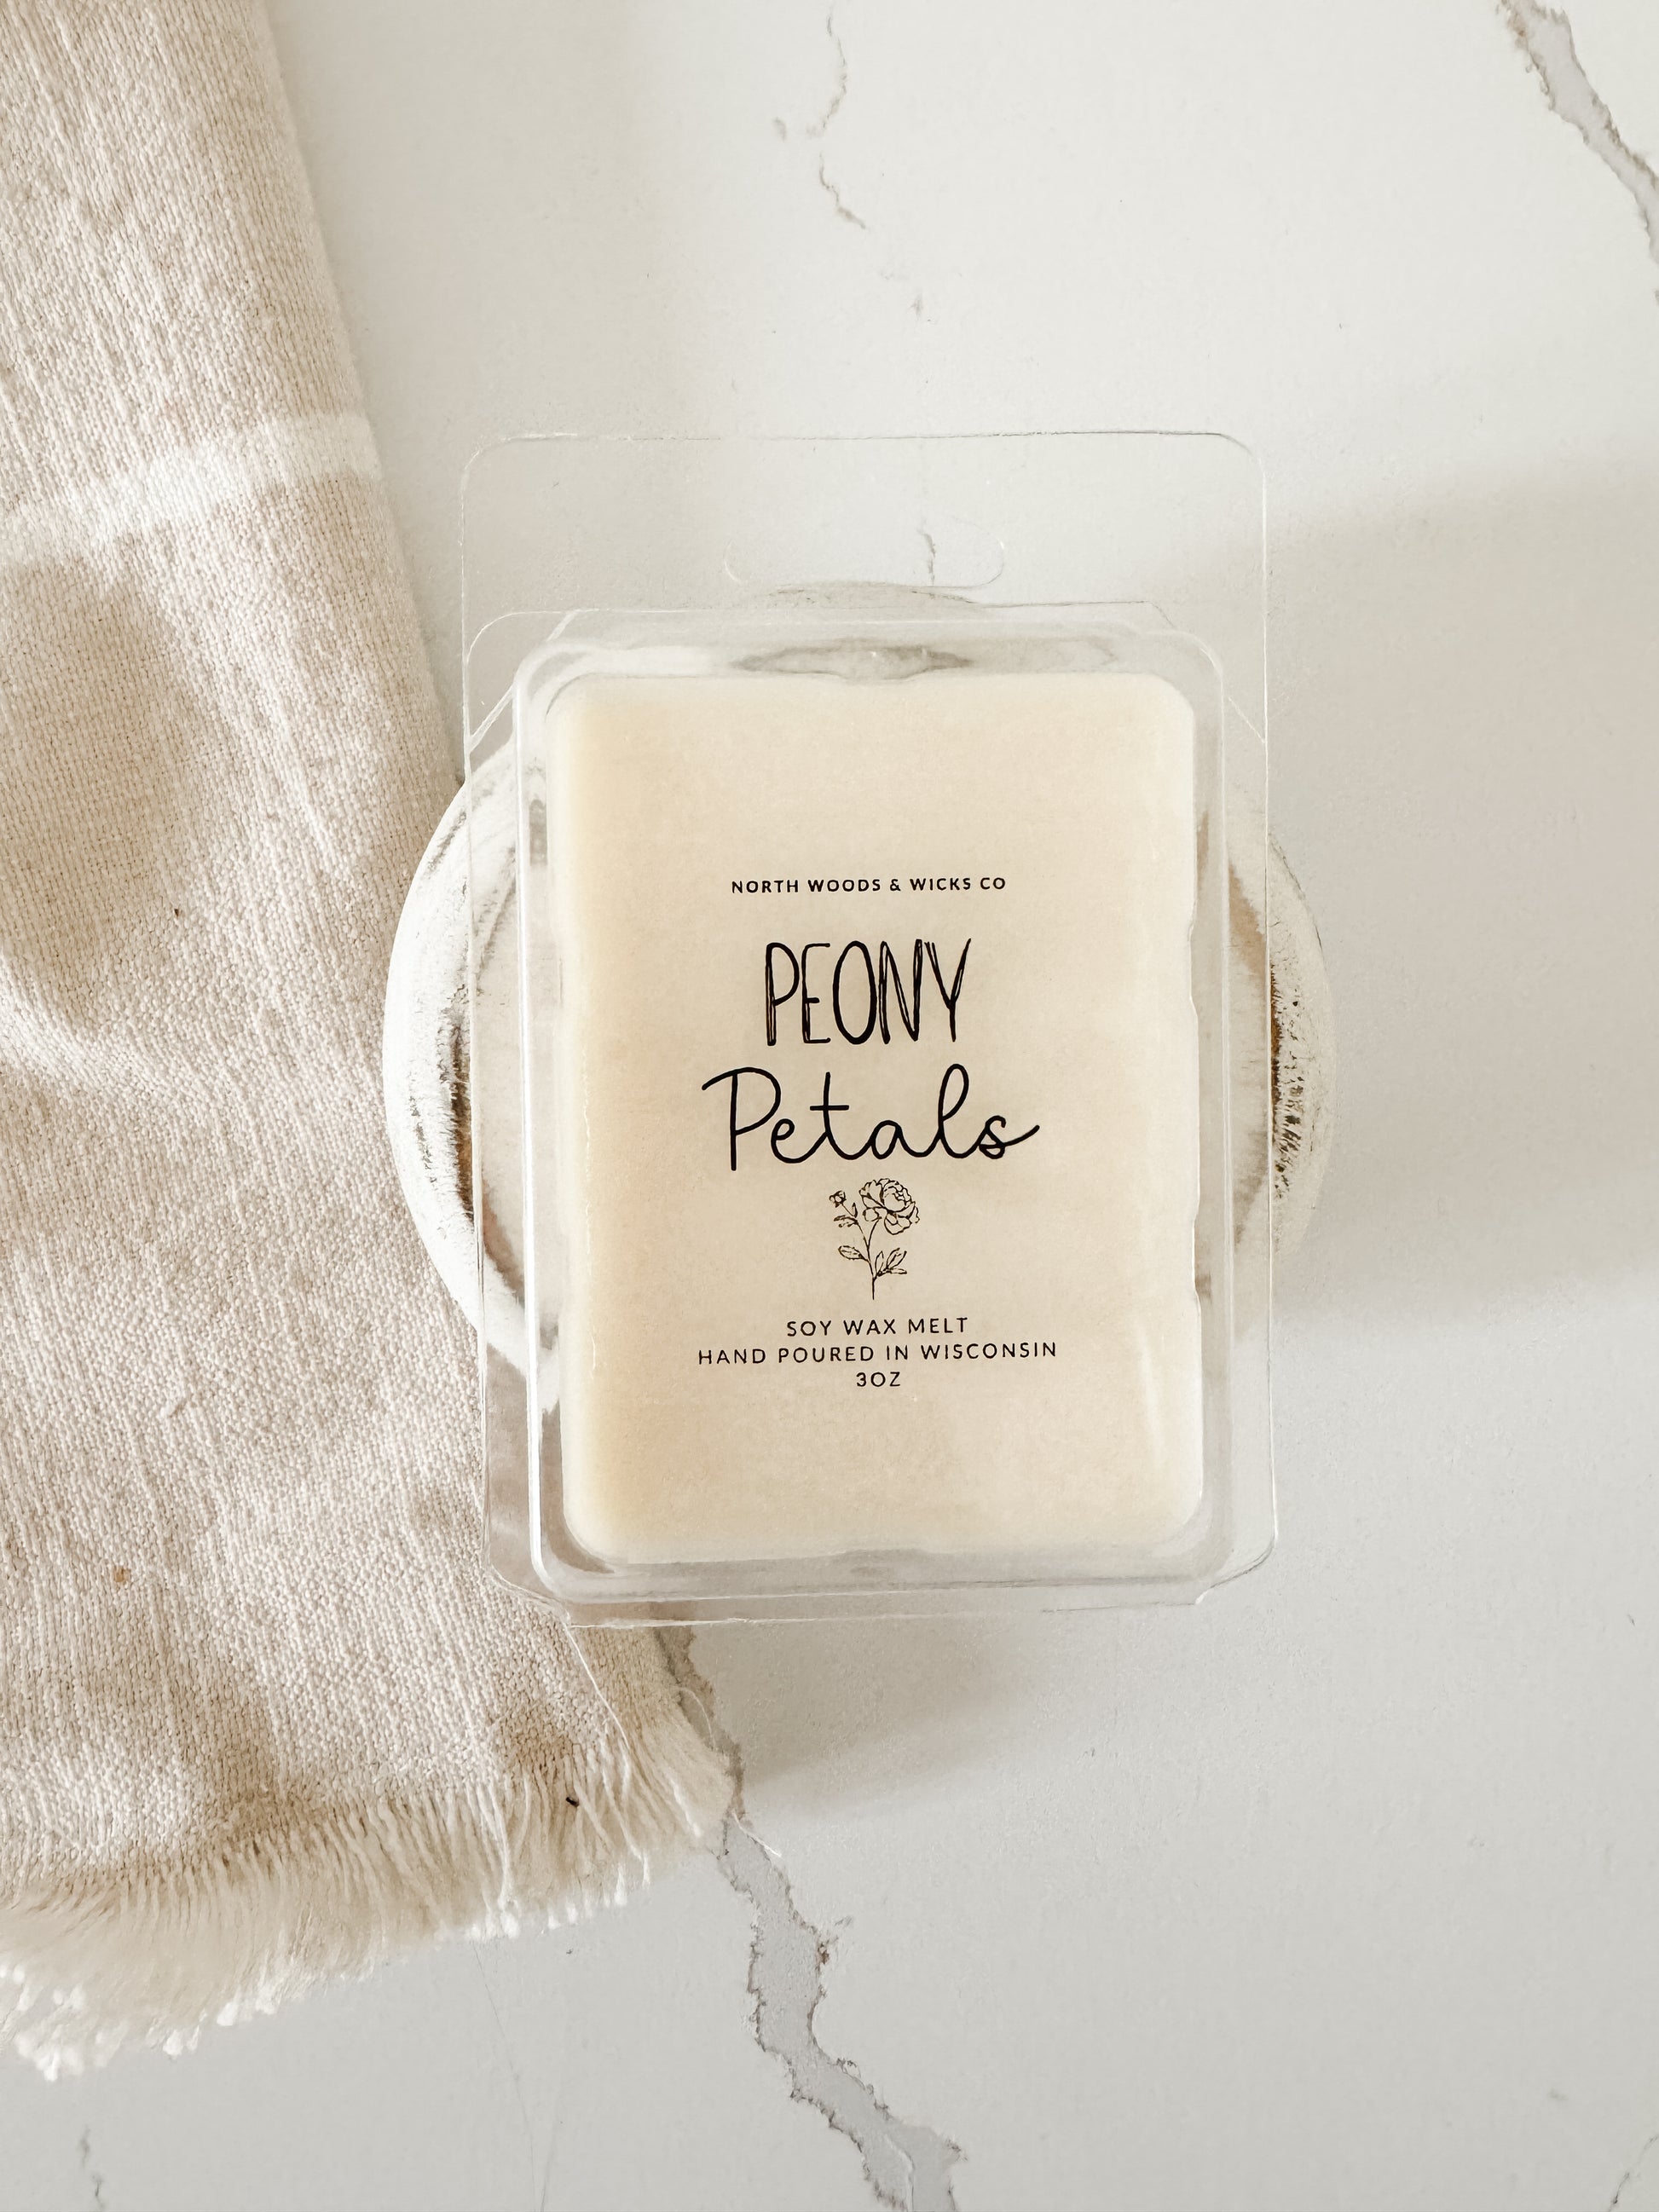 NORTH WOODS & WICKS CO
PEONY
Petals
SOY WAX MELT
HAND POURED IN WISCONSIN
3OZ